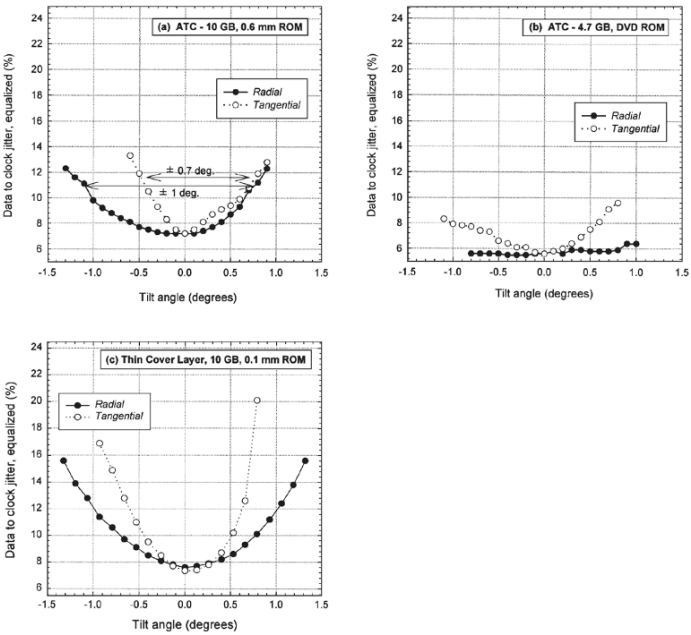 (a) ATC - 10 GB, 0.6 mm ROM
Data to clock jitter, equalized (%)
24
22
20
18
16
14
12
10
8
6
Radial
Tangential
± 0.7 deg.
± 1 deg.
-1.5 -1.0 -0.5 0.0 0.5 1.0 1.5
Tilt angle (degrees)
(b) ATC - 4.7 GB, DVD ROM
Data to clock jitter, equalized (%)
24
22
20
18
16
14
12
10
8
6
Radial
Tangential
-1.5 -1.0 -0.5 0.0 0.5 1.0 1.5
Tilt angle (degrees)
(c) Thin Cover Layer, 10 GB, 0.1 mm ROM
Data to clock jitter, equalized (%)
24
22
20
18
16
14
12
10
8
6
Radial
Tangential
-1.5 -1.0 -0.5 0.0 0.5 1.0 1.5
Tilt angle (degrees)